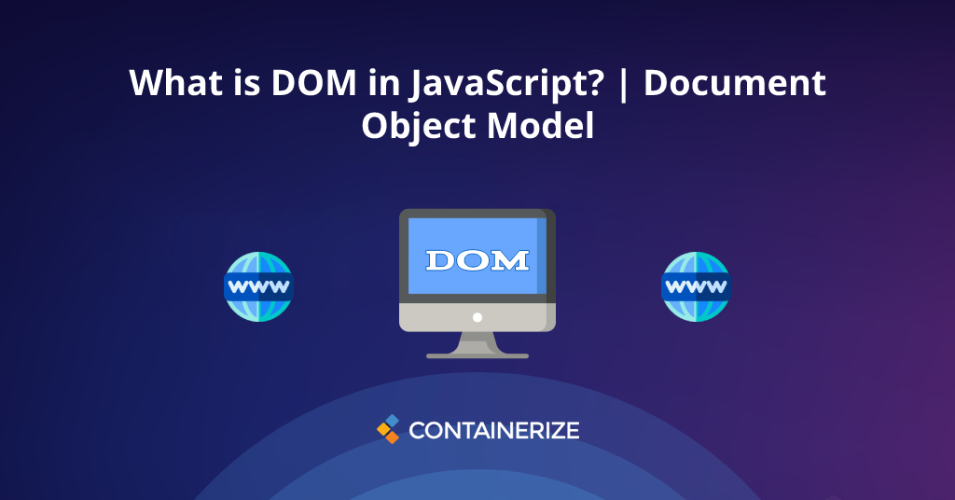 What is DOM in JavaScript? | Document
Object Model
DOM
www
www
CONTAINERIZE